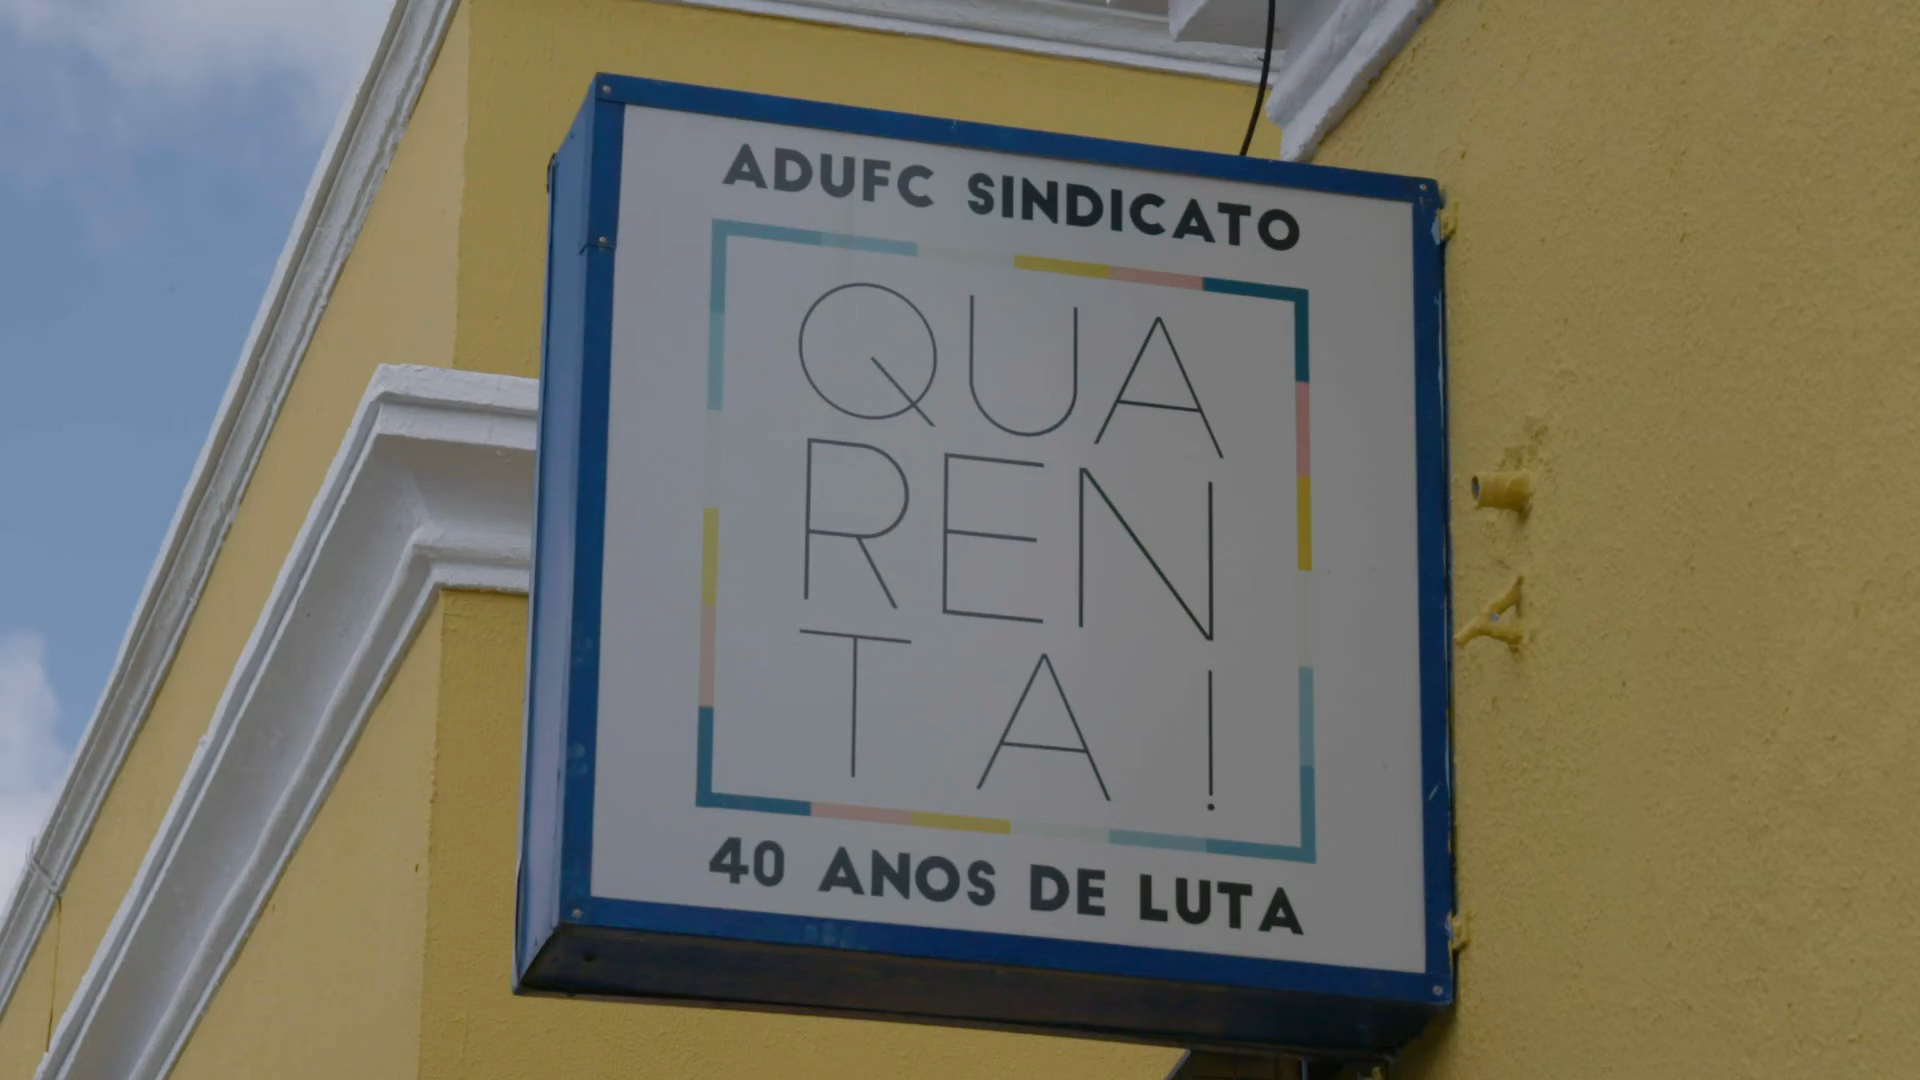 ADUFC SINDICATO
QUA
REN
TA!
40 ANOS DE LUTA